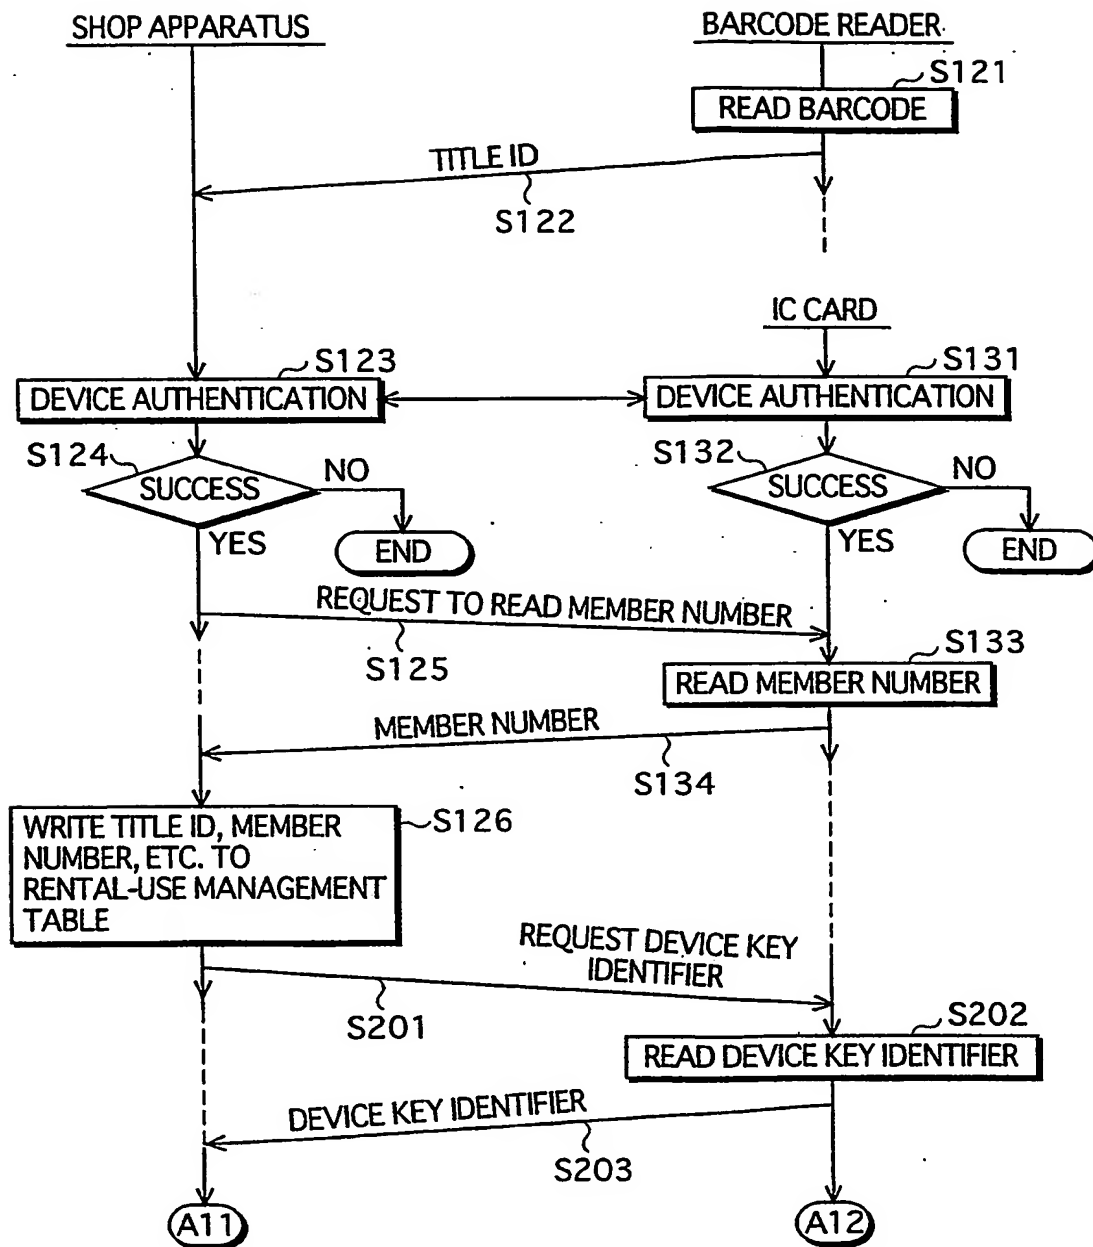 SHOP APPARATUS
BARCODE READER
S121
READ BARCODE
TITLE ID
S122
IC CARD
S123
S131
DEVICE AUTHENTICATION
DEVICE AUTHENTICATION
S124
S132
SUCCESS
NO
SUCCESS
NO
YES
END
YES
END
REQUEST TO READ MEMBER NUMBER
S125
S133
READ MEMBER NUMBER
MEMBER NUMBER
S134
S126
WRITE TITLE ID, MEMBER
NUMBER, ETC. TO
RENTAL-USE MANAGEMENT
TABLE
REQUEST DEVICE KEY
IDENTIFIER
S201
S202
READ DEVICE KEY IDENTIFIER
DEVICE KEY IDENTIFIER
S203
A11
A12